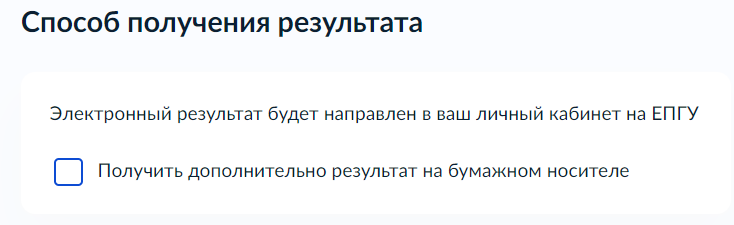 Способ получения результата
Электронный результат будет направлен в ваш личный кабинет на ЕПГУ
Получить дополнительно результат на бумажном носителе